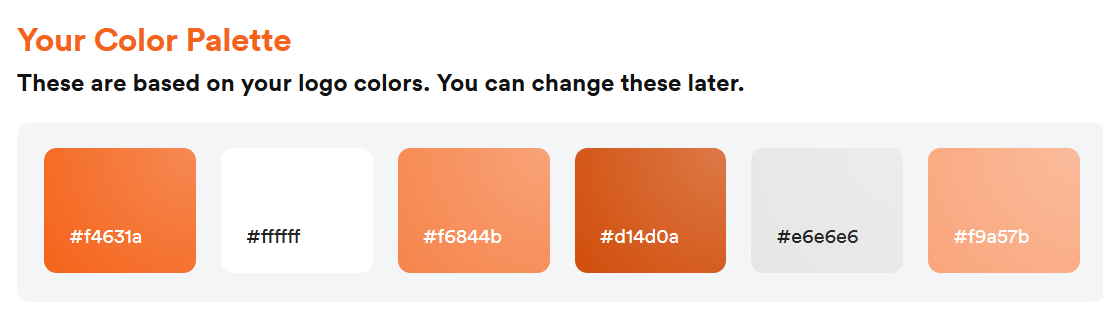 Your Color Palette
These are based on your logo colors. You can change these later.
#f4631a
#ffffff
#f6844b
#d14d0a
#e6e6e6
#f9a57b